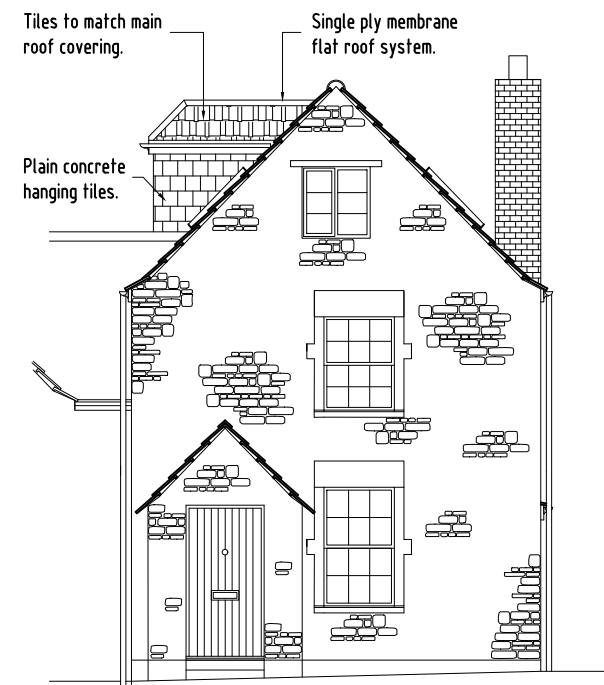 Tiles to match main
roof covering.
Single ply membrane
flat roof system.
Plain concrete
hanging tiles.